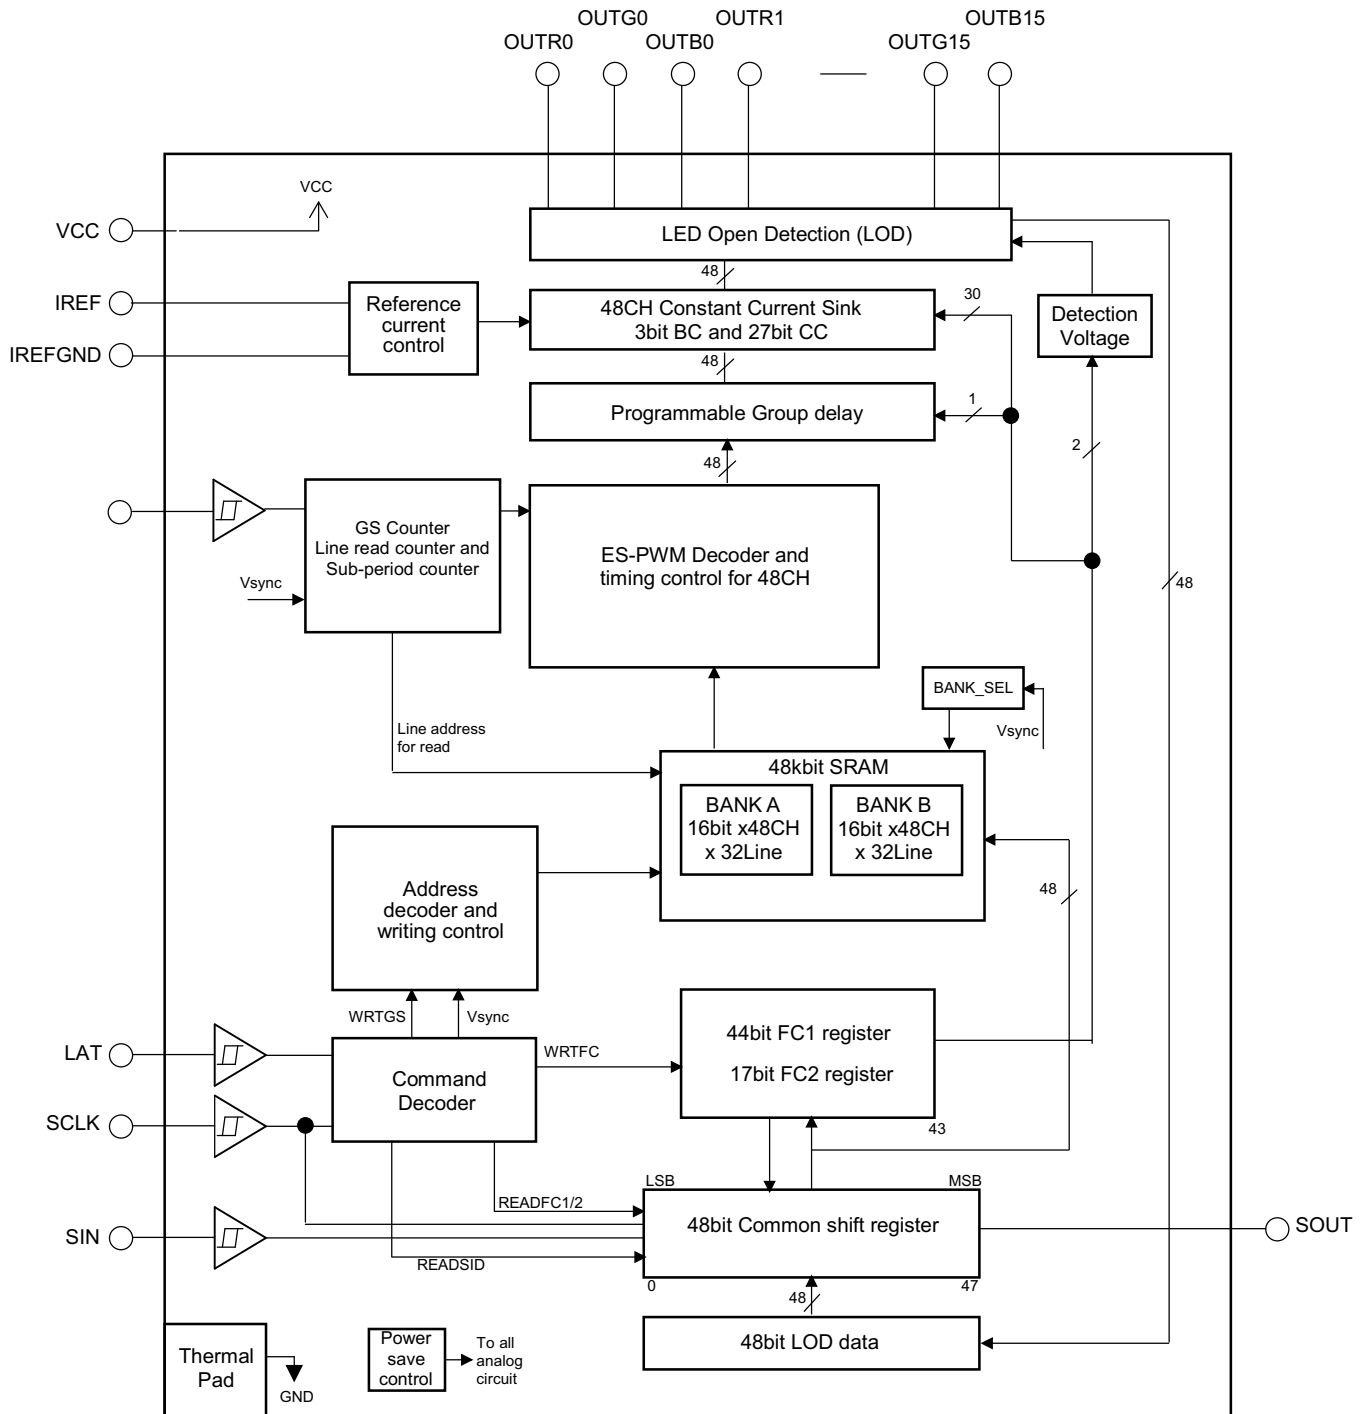 OUTG0
OUTR1
OUTB15
OUTR0
OUTB0
OUTG15
VCC
VCC
LED Open Detection (LOD)
48
IREF
Reference
current
control
48CH Constant Current Sink
3bit BC and 27bit CC
30
Detection
Voltage
IREFGND
48
Programmable Group delay
1
2
48
GS Counter
Line read counter and
Sub-period counter
ES-PWM Decoder and
timing control for 48CH
Vsync
48
BANK_SEL
Vsync
Line address
for read
48kbit SRAM
BANK A
16bit x48CH
x 32Line
BANK B
16bit x48CH
x 32Line
48
Address
decoder and
writing control
WRTGS
Vsync
LAT
WRTFC
44bit FC1 register
17bit FC2 register
Command
Decoder
SCLK
43
LSB
MSB
READFC1/2
48bit Common shift register
SOUT
SIN
READSID
0
47
48
48bit LOD data
Thermal
Pad
GND
Power
save
control
To all
analog
circuit